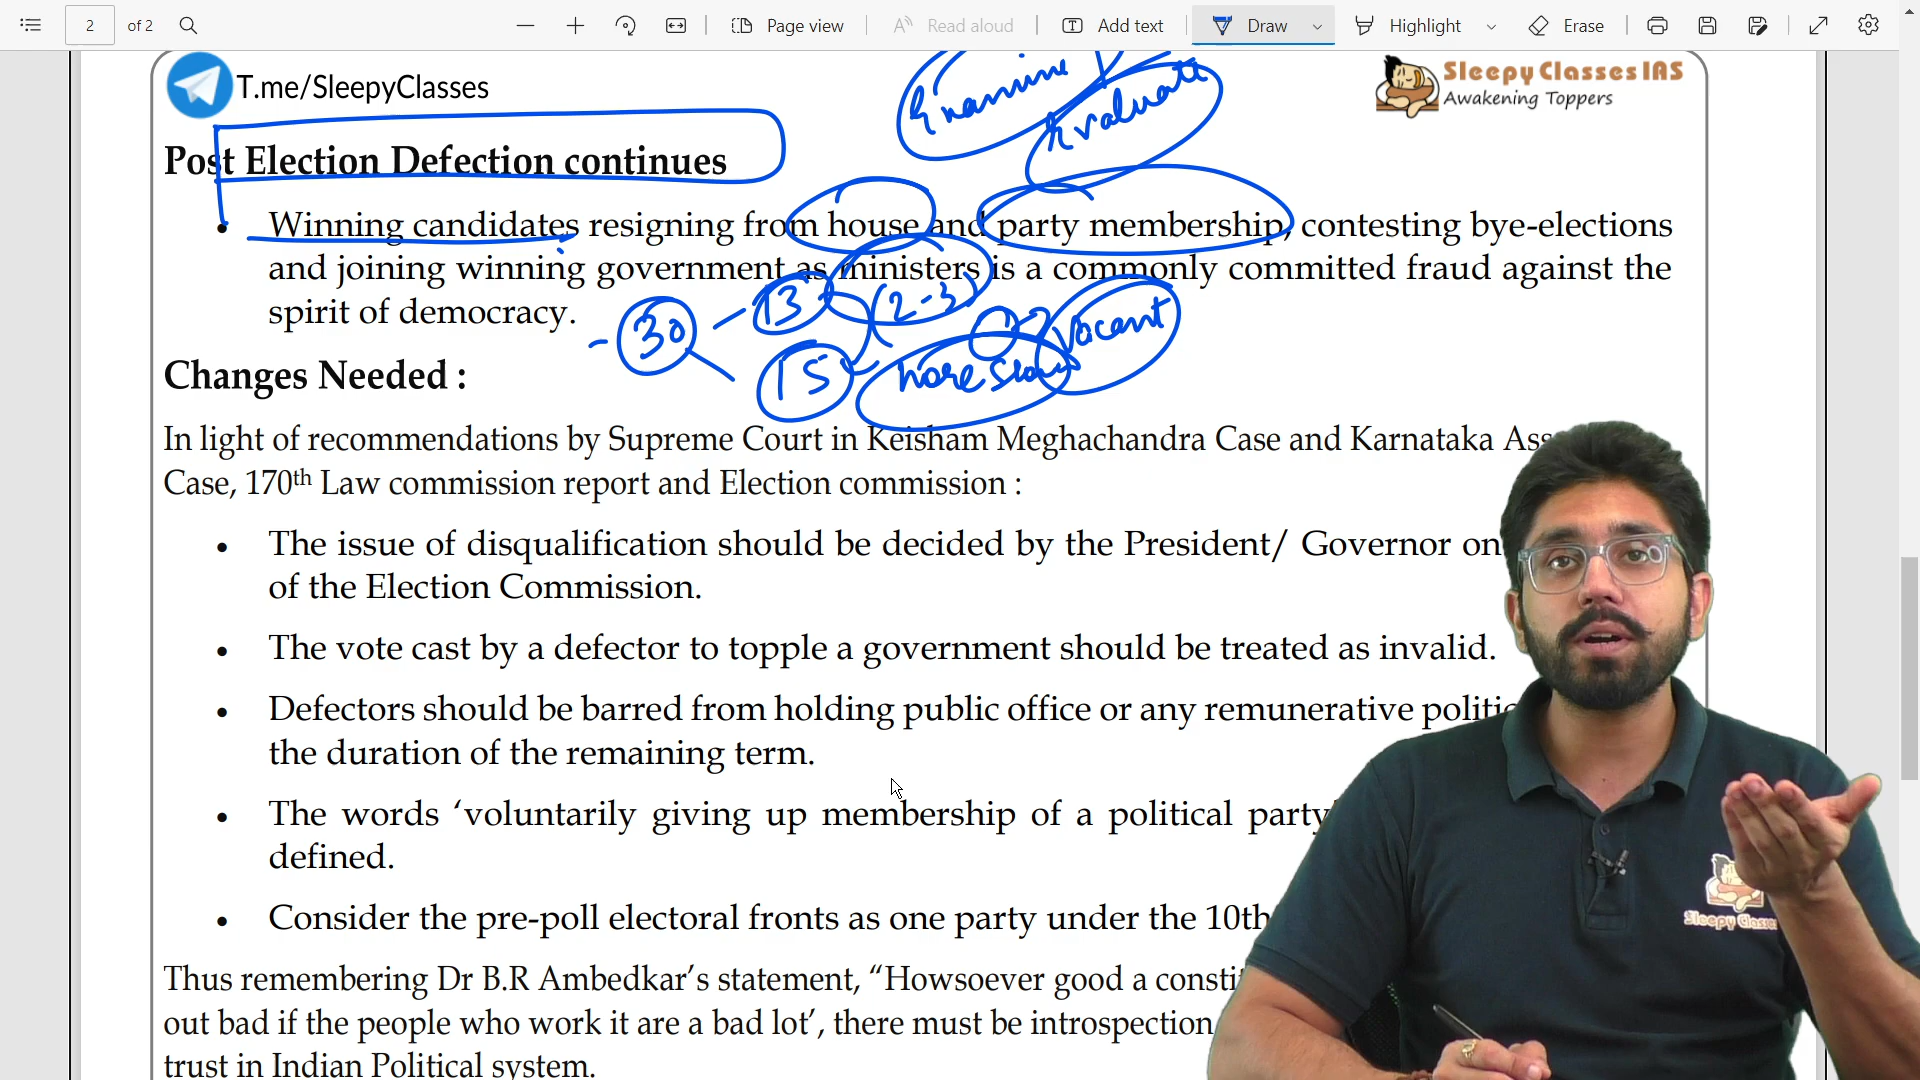 2 of 2 Page view Read aloud Add text Draw Highlight Erase
T.me/SleepyClasses
Sleepy Classes IAS
Awakening Toppers
Examine
Evaluate
Post Election Defection continues
• Winning candidates resigning from house and party membership, contesting bye-elections
and joining winning government as ministers is a commonly committed fraud against the
spirit of democracy.
30 13 (2-3)
15 vacant
Changes Needed :
In light of recommendations by Supreme Court in Keisham Meghachandra Case and Karnataka Ass
Case, 170th Law commission report and Election commission :
• The issue of disqualification should be decided by the President/ Governor on
of the Election Commission.
• The vote cast by a defector to topple a government should be treated as invalid.
• Defectors should be barred from holding public office or any remunerative politic
the duration of the remaining term.
• The words ‘voluntarily giving up membership of a political party’
defined.
• Consider the pre-poll electoral fronts as one party under the 10th
Thus remembering Dr B.R Ambedkar’s statement, “Howsoever good a constit
out bad if the people who work it are a bad lot’, there must be introspection
trust in Indian Political system.
Sleepy Classes